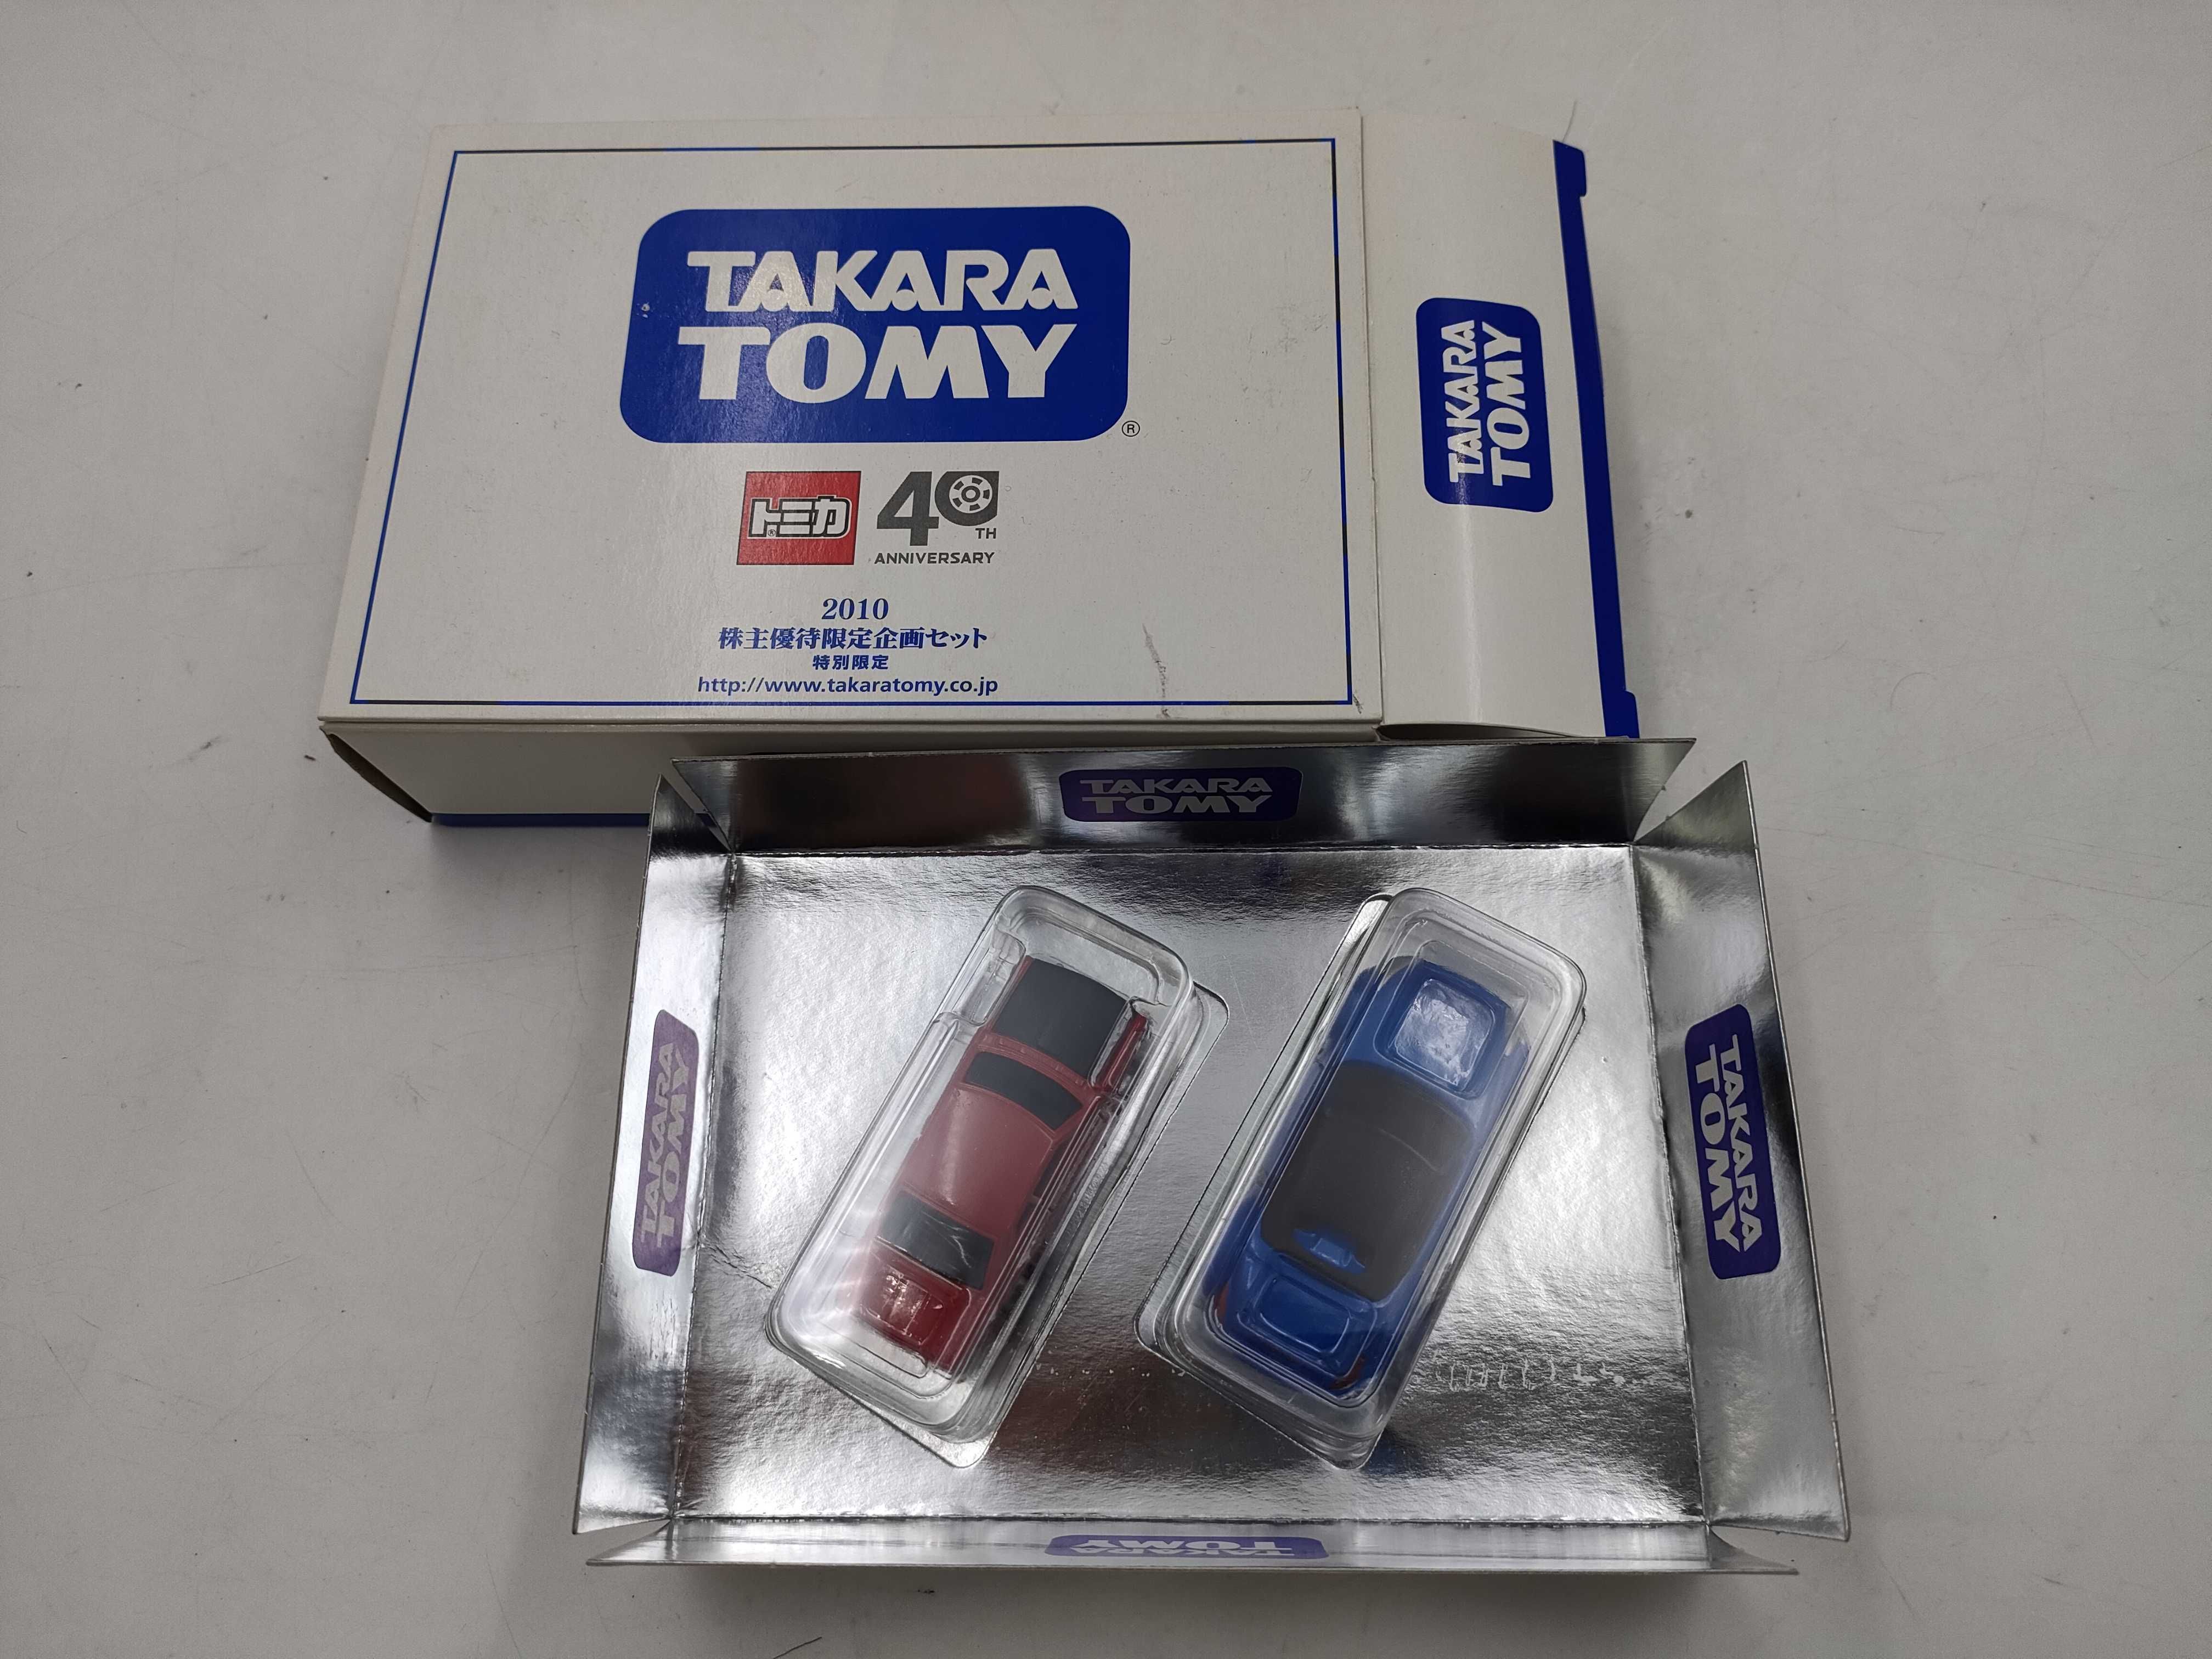 TAKARA
TOMY
®
トミカ
®
40
TH
ANNIVERSARY
2010
株主優待限定企画セット
特別限定
http://www.takaratomy.co.jp
TAKARA
TOMY
TAKARA
TOMY
TAKARA
TOMY
TAKARA
TOMY
TAKARA
TOMY